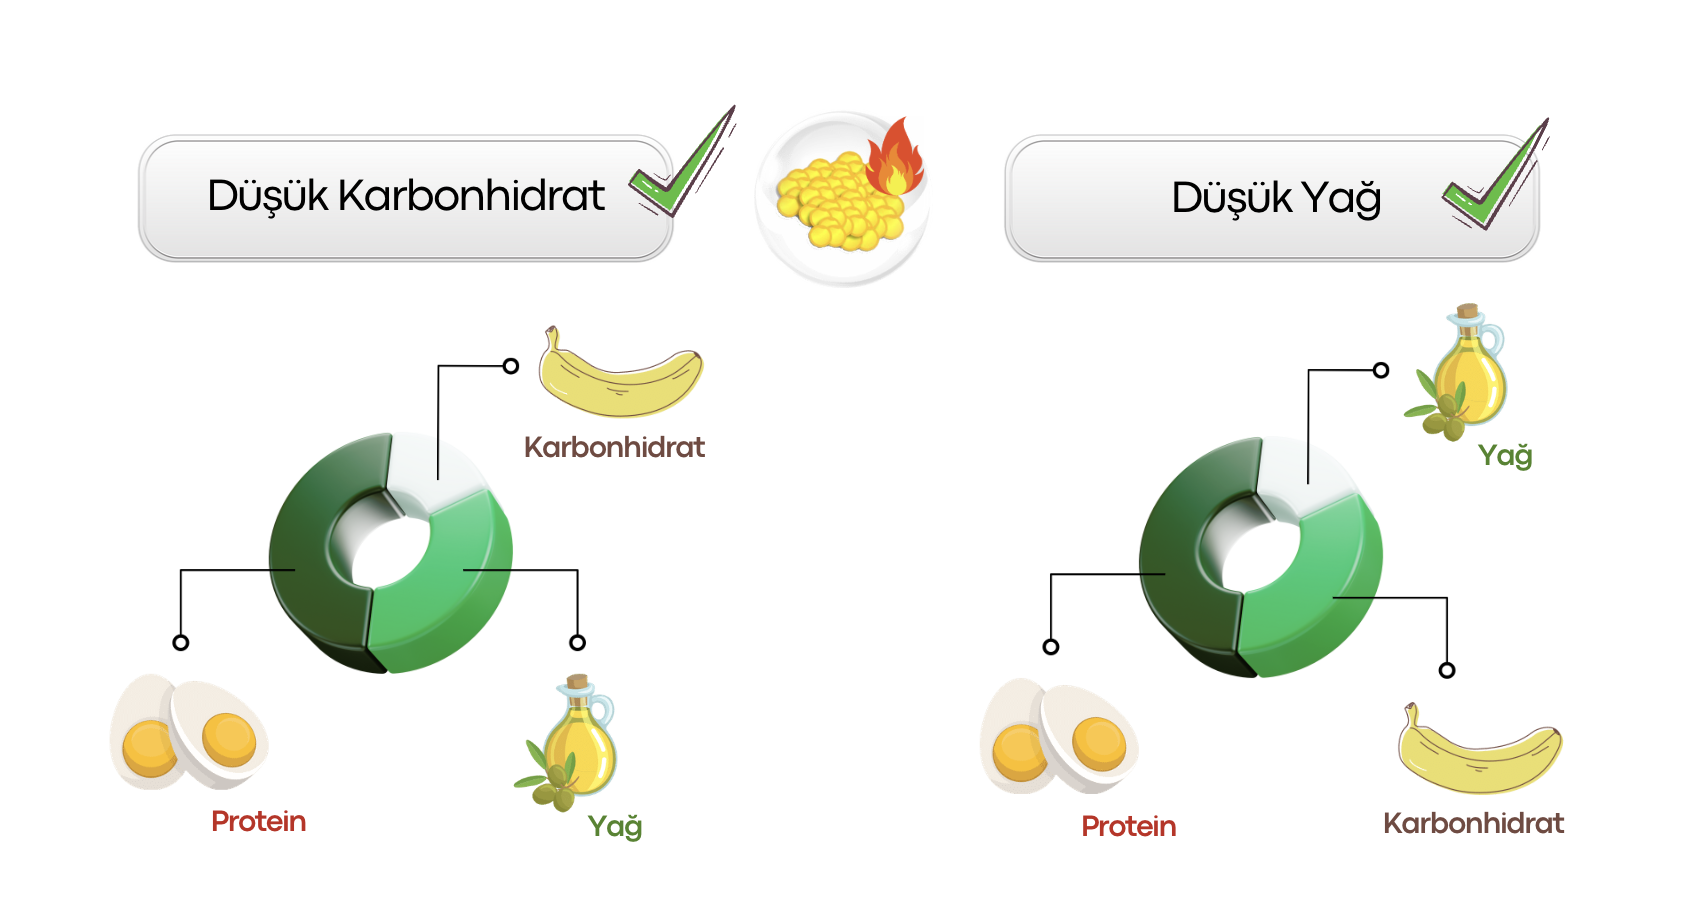 Düşük Karbonhidrat
Düşük Yağ
Karbonhidrat
Protein
Yağ
Yağ
Protein
Karbonhidrat